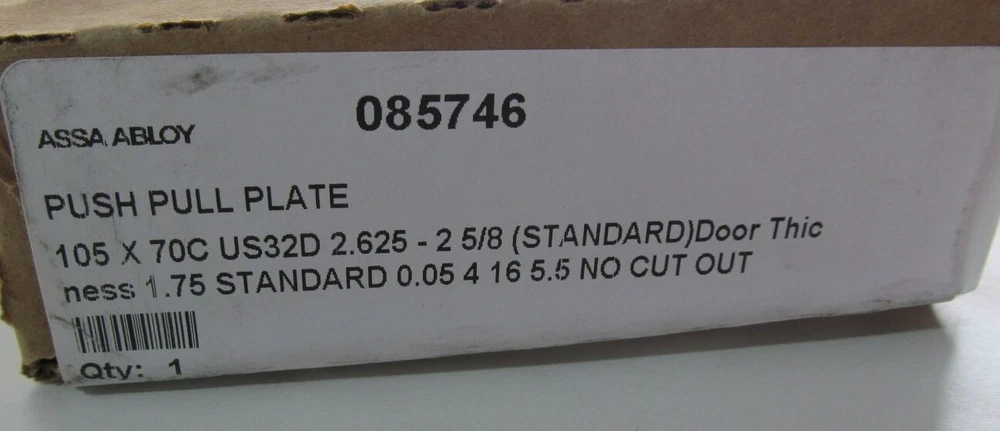 ASSA ABLOY
085746
PUSH PULL PLATE
105 X 70C US32D 2.625 - 2 5/8 (STANDARD)Door Thic
ness 1.75 STANDARD 0.05 4 16 5.5 NO CUT OUT
Qty: 1